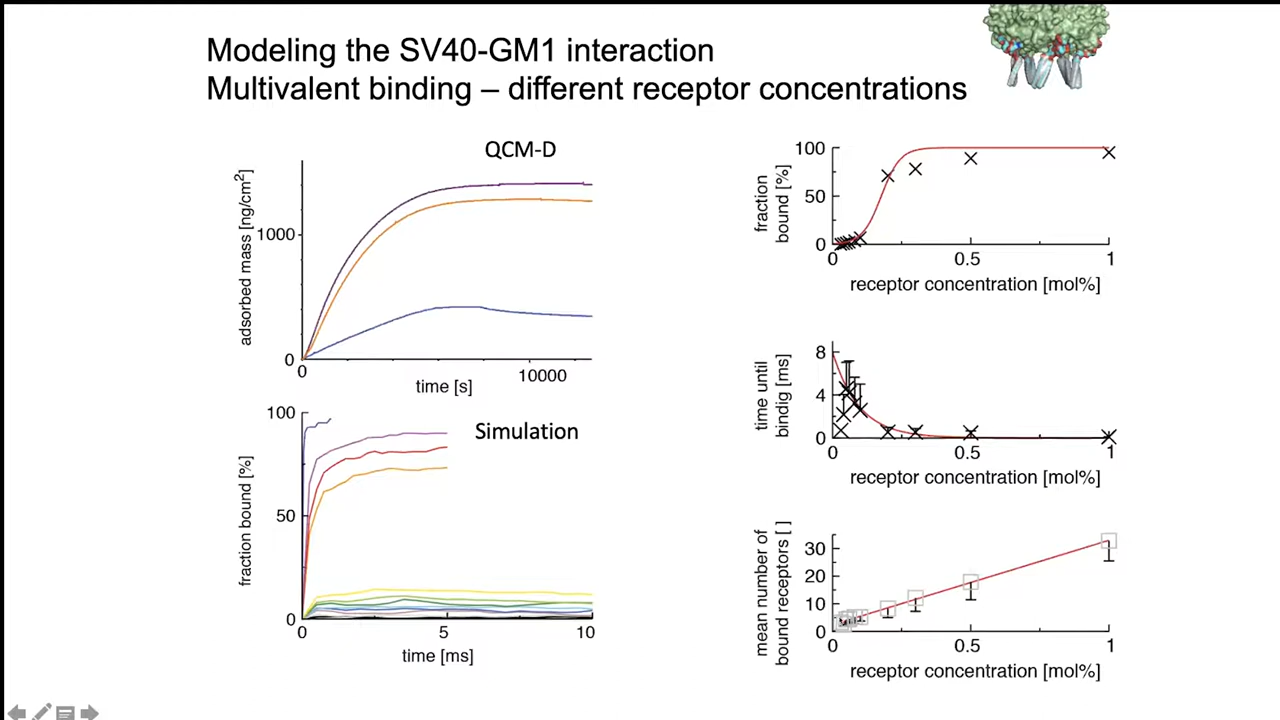 Modeling the SV40-GM1 interaction
Multivalent binding – different receptor concentrations
QCM-D
adsorbed mass [ng/cm²]
1000
0
0
10000
time [s]
Simulation
fraction bound [%]
100
50
0
0
5
10
time [ms]
fraction
bound [%]
100
50
0
0
0.5
1
receptor concentration [mol%]
time until
bindig [ms]
8
4
0
0
0.5
1
receptor concentration [mol%]
mean number of
bound receptors [ ]
30
20
10
0
0
0.5
1
receptor concentration [mol%]